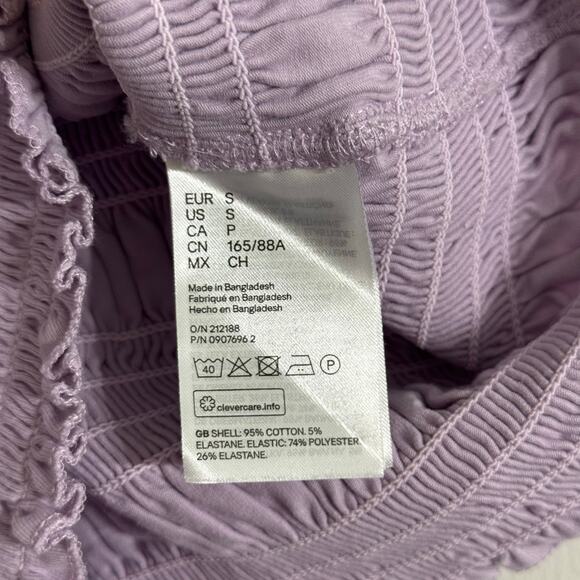 EUR S
US S
CA P
CN 165/88A
MX CH
Made in Bangladesh
Fabriqué en Bangladesh
Hecho en Bangladesh
O/N 212188
P/N 0907696 2
40 P
clevercare.info
GB SHELL: 95% COTTON. 5%
ELASTANE. ELASTIC: 74% POLYESTER
26% ELASTANE.